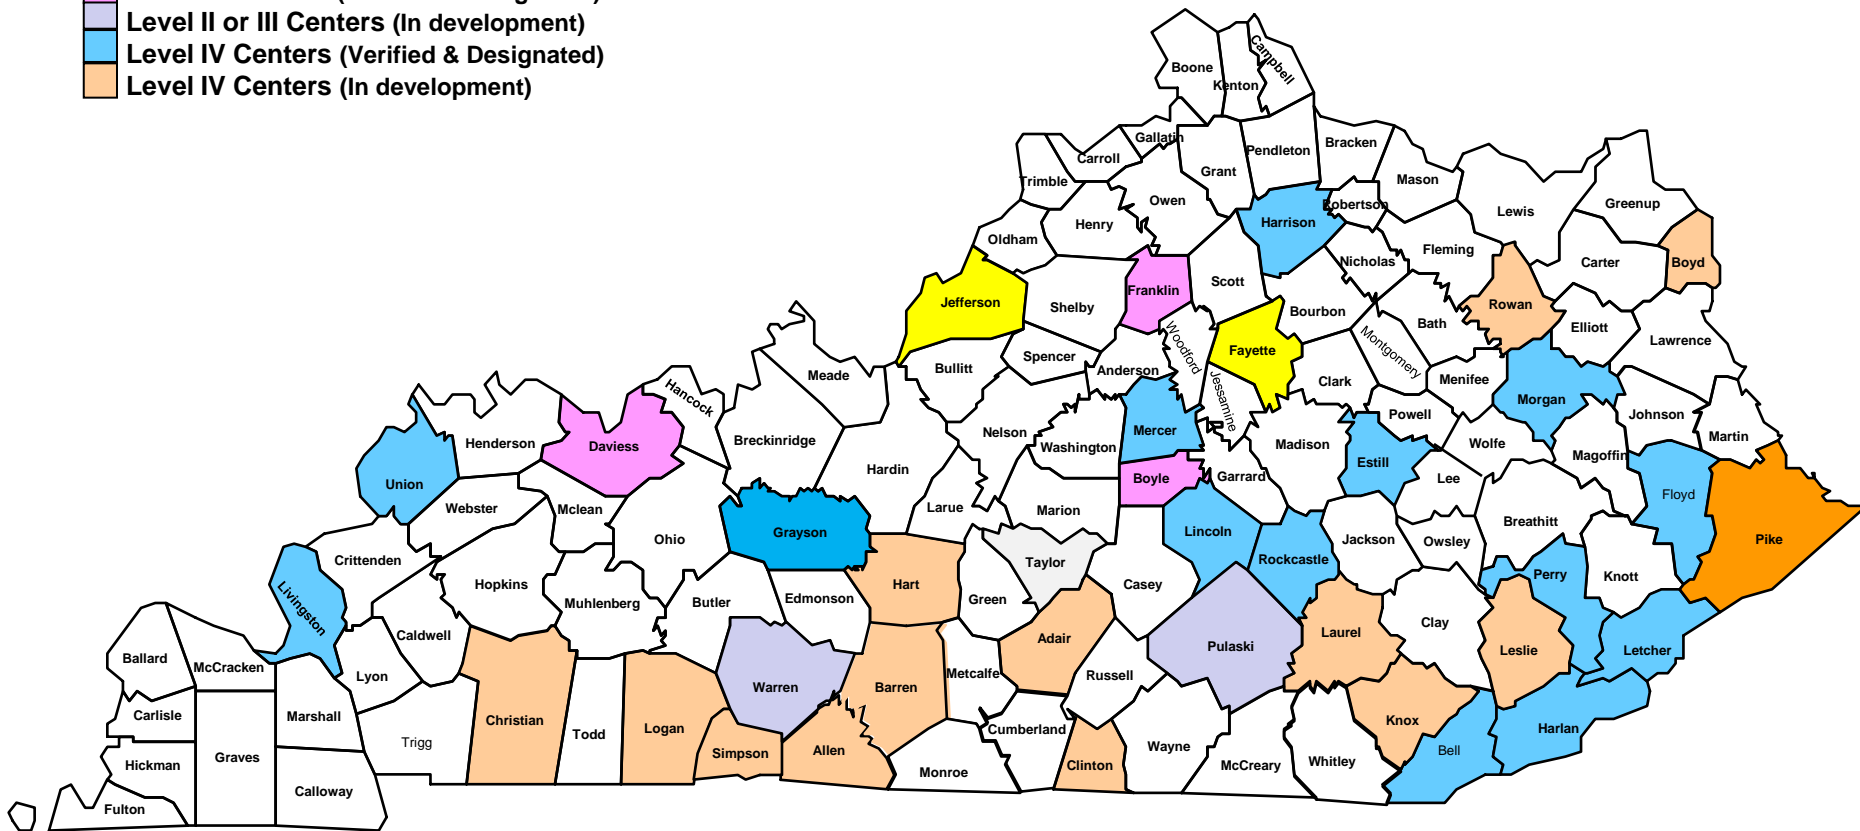 Level II or III Centers (In development)
Level IV Centers (Verified & Designated)
Level IV Centers (In development)
Boone
Kenton
Campbell
Gallatin
Carroll
Trimble
Grant
Pendleton
Bracken
Mason
Robertson
Lewis
Greenup
Owen
Henry
Oldham
Harrison
Fleming
Nicholas
Carter
Boyd
Scott
Franklin
Shelby
Jefferson
Bourbon
Rowan
Bath
Elliott
Lawrence
Woodford
Fayette
Montgomery
Spencer
Anderson
Bullitt
Meade
Jessamine
Clark
Menifee
Morgan
Hancock
Breckinridge
Powell
Johnson
Martin
Nelson
Washington
Mercer
Madison
Wolfe
Magoffin
Henderson
Daviess
Hardin
Estill
Union
Boyle
Garrard
Lee
Floyd
Webster
Mclean
Larue
Marion
Breathitt
Ohio
Grayson
Lincoln
Jackson
Owsley
Pike
Crittenden
Taylor
Rockcastle
Hopkins
Hart
Casey
Perry
Knott
Livingston
Muhlenberg
Butler
Edmonson
Green
Caldwell
Adair
Laurel
Clay
Leslie
Letcher
Ballard
McCracken
Lyon
Warren
Barren
Metcalfe
Russell
Pulaski
Carlisle
Marshall
Christian
Todd
Logan
Simpson
Allen
Cumberland
Knox
Harlan
Trigg
Hickman
Graves
Monroe
Clinton
Wayne
McCreary
Whitley
Bell
Calloway
Fulton